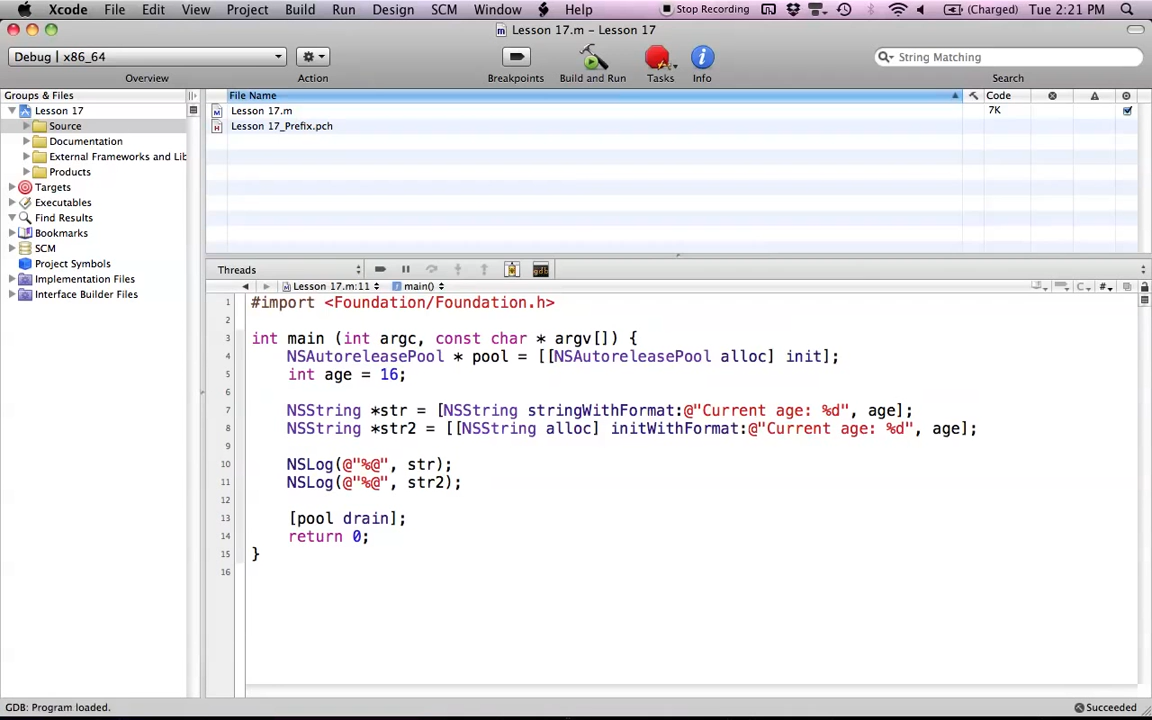 Xcode File Edit View Project Build Run Design SCM Window Help Stop Recording (Charged) Tue 2:21 PM
Lesson 17.m – Lesson 17
Debug | x86_64
String Matching
Overview Action Breakpoints Build and Run Tasks Info Search
Groups & Files File Name Code
Lesson 17 Lesson 17.m 7K
Source Lesson 17_Prefix.pch
Documentation
External Frameworks and Lib
Products
Targets
Executables
Find Results
Bookmarks
SCM
Project Symbols Threads gdb
Implementation Files Lesson 17.m:11 main() C #
Interface Builder Files
1 #import <Foundation/Foundation.h>
2
3 int main (int argc, const char * argv[]) {
4 NSAutoreleasePool * pool = [[NSAutoreleasePool alloc] init];
5 int age = 16;
6
7 NSString *str = [NSString stringWithFormat:@"Current age: %d", age];
8 NSString *str2 = [[NSString alloc] initWithFormat:@"Current age: %d", age];
9
10 NSLog(@"%@", str);
11 NSLog(@"%@", str2);
12
13 [pool drain];
14 return 0;
15 }
16
GDB: Program loaded. Succeeded